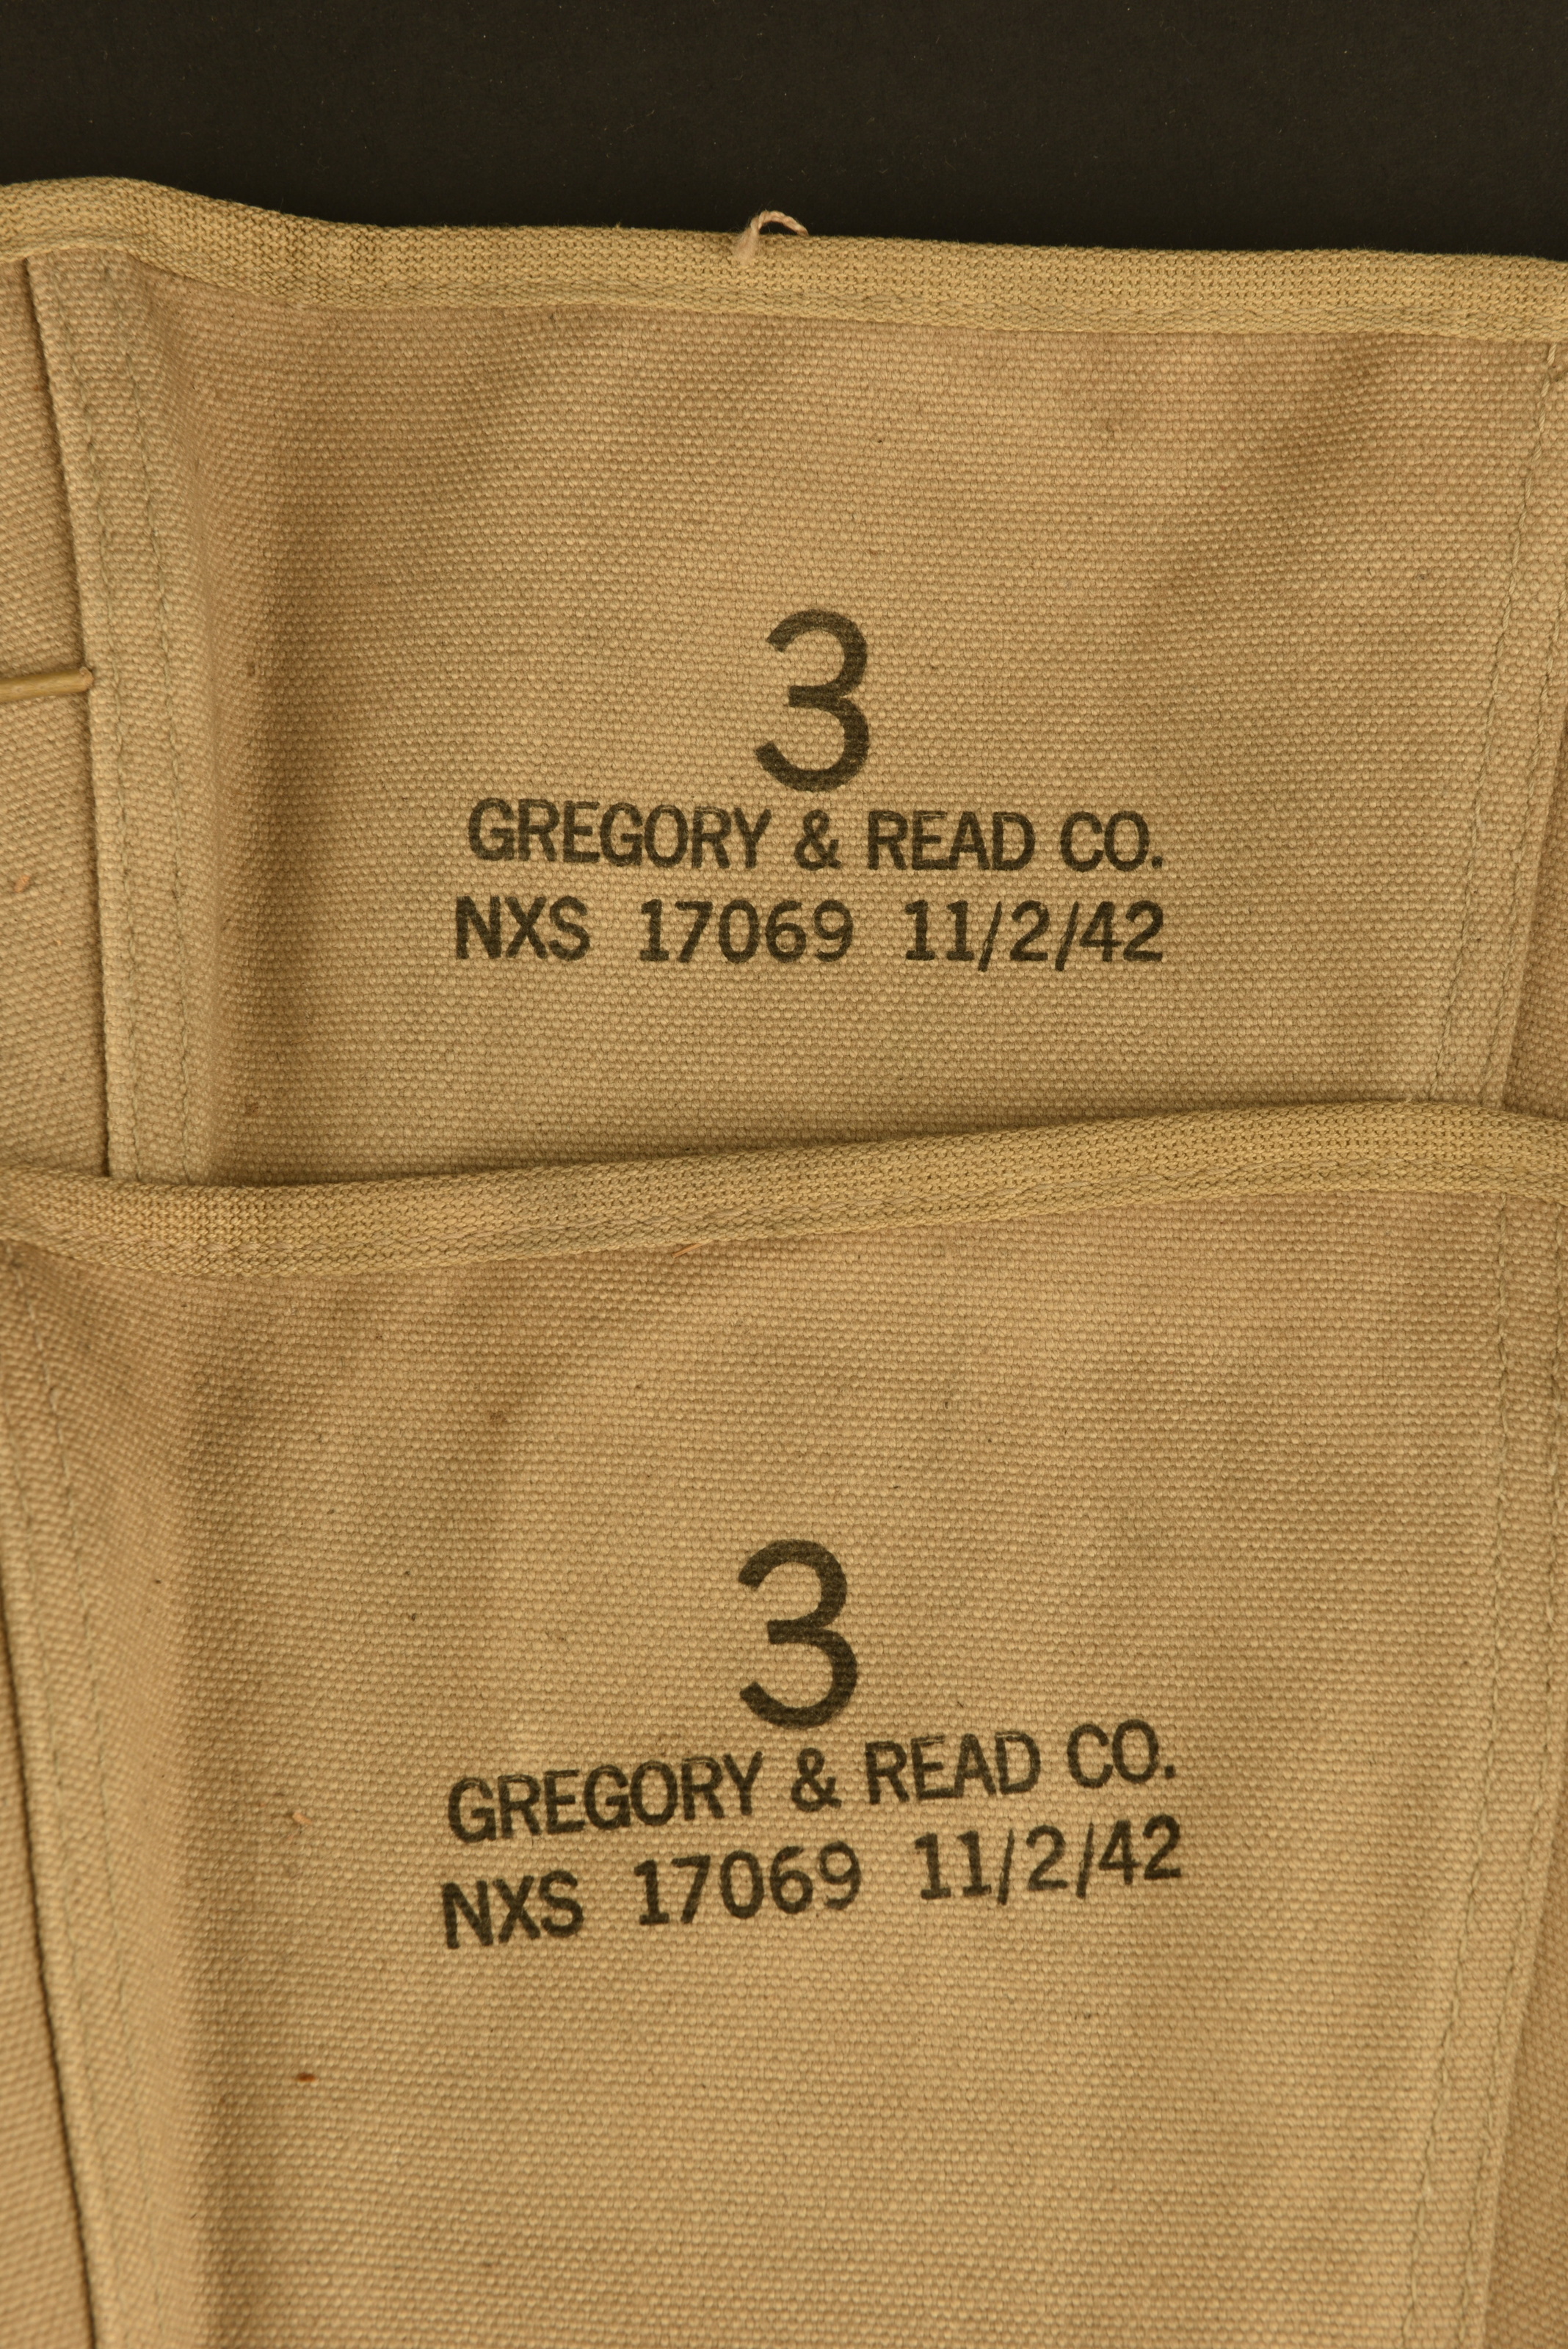 3
GREGORY & READ CO.
NXS 17069 11/2/42
3
GREGORY & READ CO.
NXS 17069 11/2/42